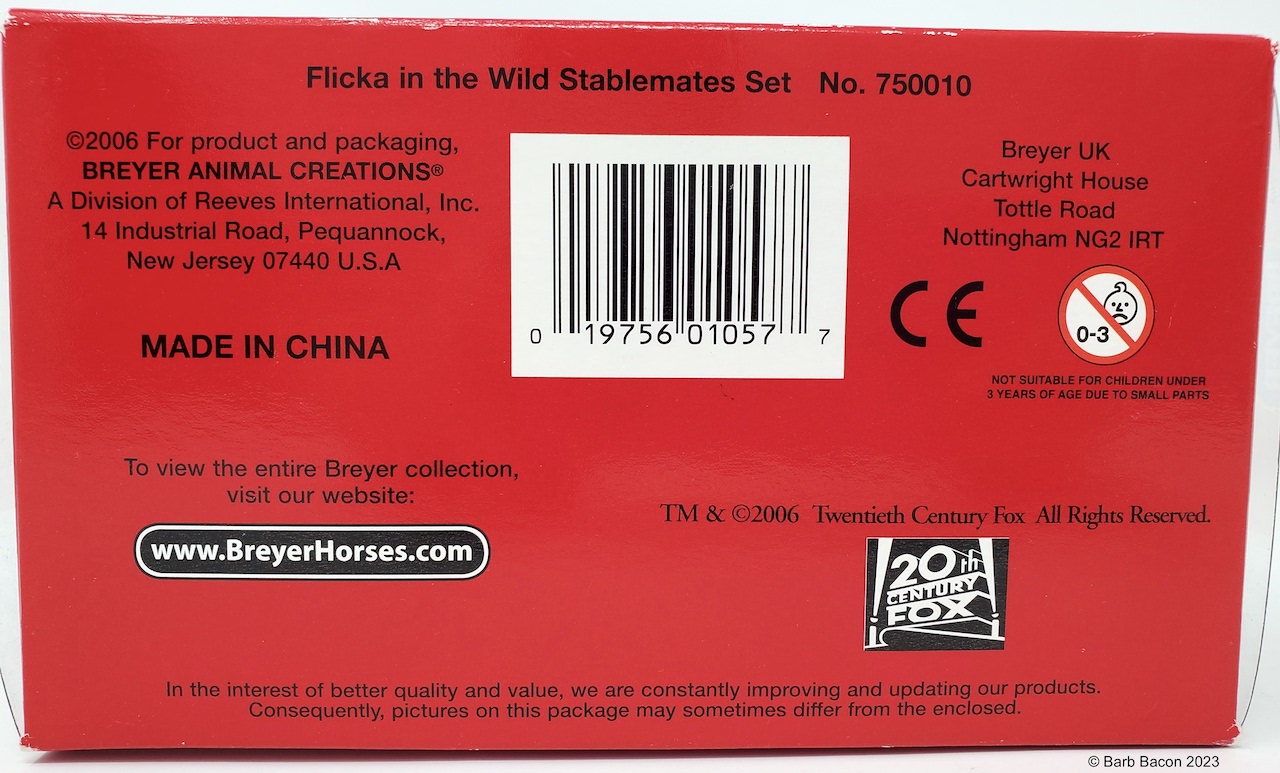 Flicka in the Wild Stablemates Set No. 750010
©2006 For product and packaging,
BREYER ANIMAL CREATIONS®
A Division of Reeves International, Inc.
14 Industrial Road, Pequannock,
New Jersey 07440 U.S.A
MADE IN CHINA
0 19756 01057 7
Breyer UK
Cartwright House
Tottle Road
Nottingham NG2 IRT
CE
0-3
NOT SUITABLE FOR CHILDREN UNDER
3 YEARS OF AGE DUE TO SMALL PARTS
To view the entire Breyer collection,
visit our website:
www.BreyerHorses.com
TM & ©2006 Twentieth Century Fox All Rights Reserved.
20th
CENTURY
FOX
In the interest of better quality and value, we are constantly improving and updating our products.
Consequently, pictures on this package may sometimes differ from the enclosed.
© Barb Bacon 2023